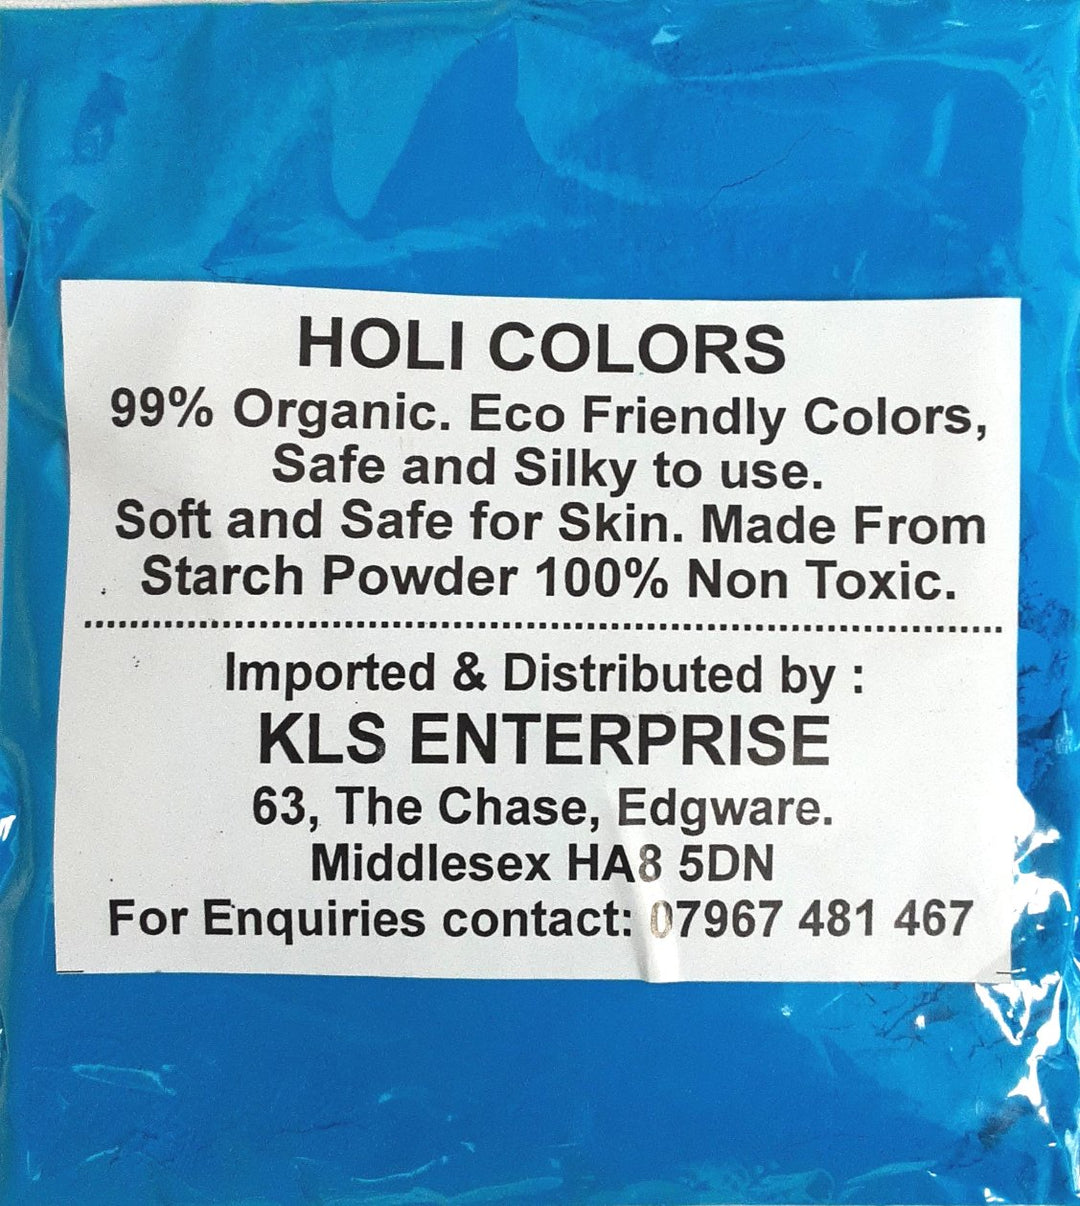 HOLI COLORS
99% Organic. Eco Friendly Colors,
Safe and Silky to use.
Soft and Safe for Skin. Made From
Starch Powder 100% Non Toxic.
Imported & Distributed by :
KLS ENTERPRISE
63, The Chase, Edgware.
Middlesex HA8 5DN
For Enquiries contact: 07967 481 467